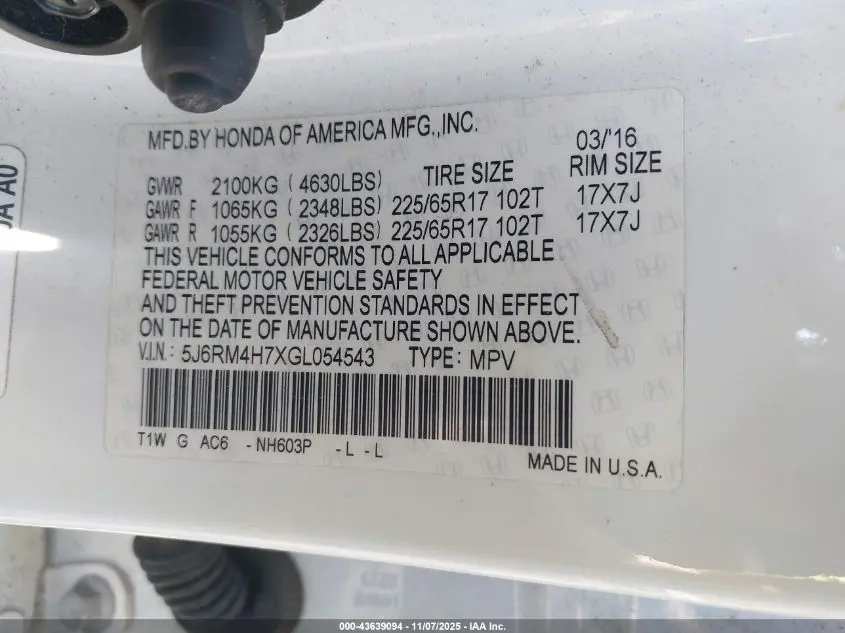 MFD.BY HONDA OF AMERICA MFG.,INC. 03/'16
GVWR 2100KG ( 4630LBS) TIRE SIZE RIM SIZE
GAWR F 1065KG ( 2348LBS) 225/65R17 102T 17X7J
GAWR R 1055KG ( 2326LBS) 225/65R17 102T 17X7J
THIS VEHICLE CONFORMS TO ALL APPLICABLE
FEDERAL MOTOR VEHICLE SAFETY
AND THEFT PREVENTION STANDARDS IN EFFECT
ON THE DATE OF MANUFACTURE SHOWN ABOVE.
V.I.N.: 5J6RM4H7XGL054543 TYPE: MPV
T1W G AC6 -NH603P -L -L
MADE IN U.S.A.
000-43639094 | 11/07/2025 | IAA Inc.